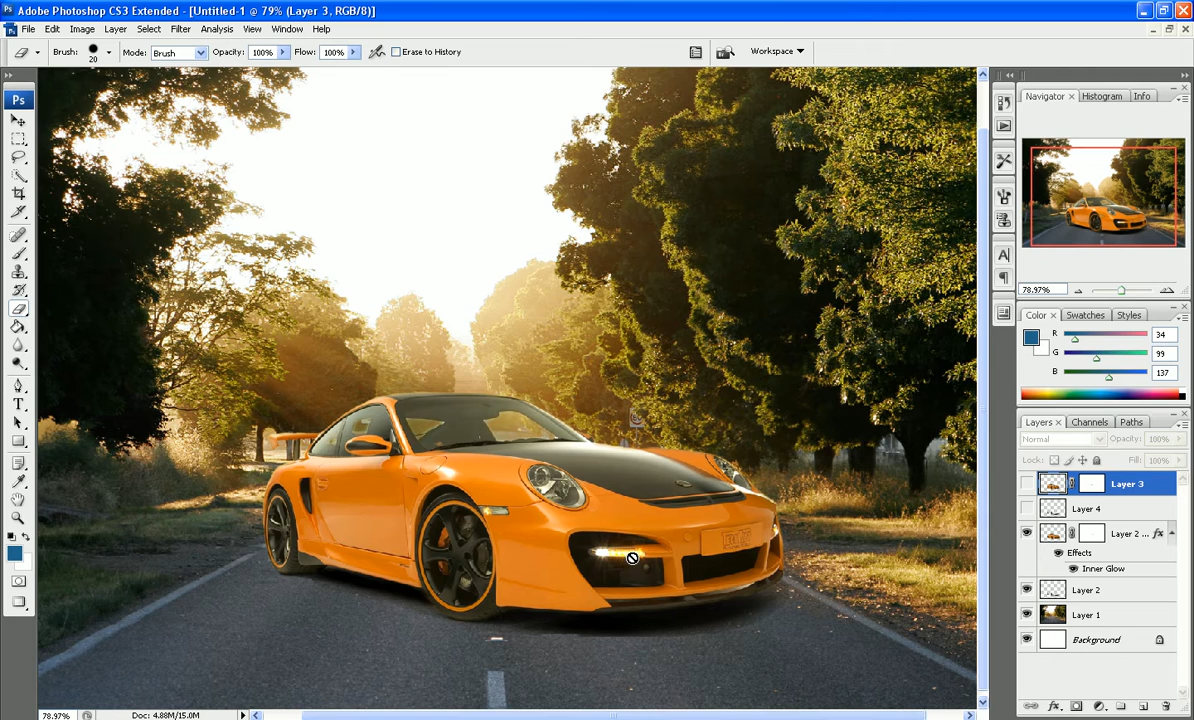 Adobe Photoshop CS3 Extended - [Untitled-1 @ 79% (Layer 3, RGB/8)]
File Edit Image Layer Select Filter Analysis View Window Help
Brush: 20 Mode: Brush Opacity: 100% Flow: 100% Erase to History Workspace
Ps
Navigator × Histogram Info
78.97%
Color × Swatches Styles
R 34
G 99
B 137
Layers × Channels Paths
Normal Opacity: 100%
Lock: Fill: 100%
Layer 3
Layer 4
Layer 2 ... fx
Effects
Inner Glow
Layer 2
Layer 1
Background
78.97% Doc: 4.88M/15.0M